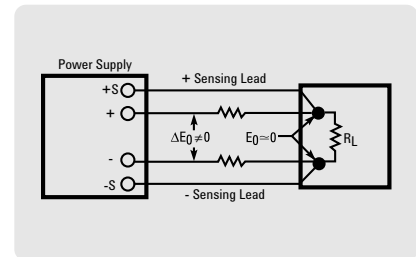 Power Supply
+ Sensing Lead
+S
+
ΔE0≠0
E0≃0
RL
-
-S
- Sensing Lead